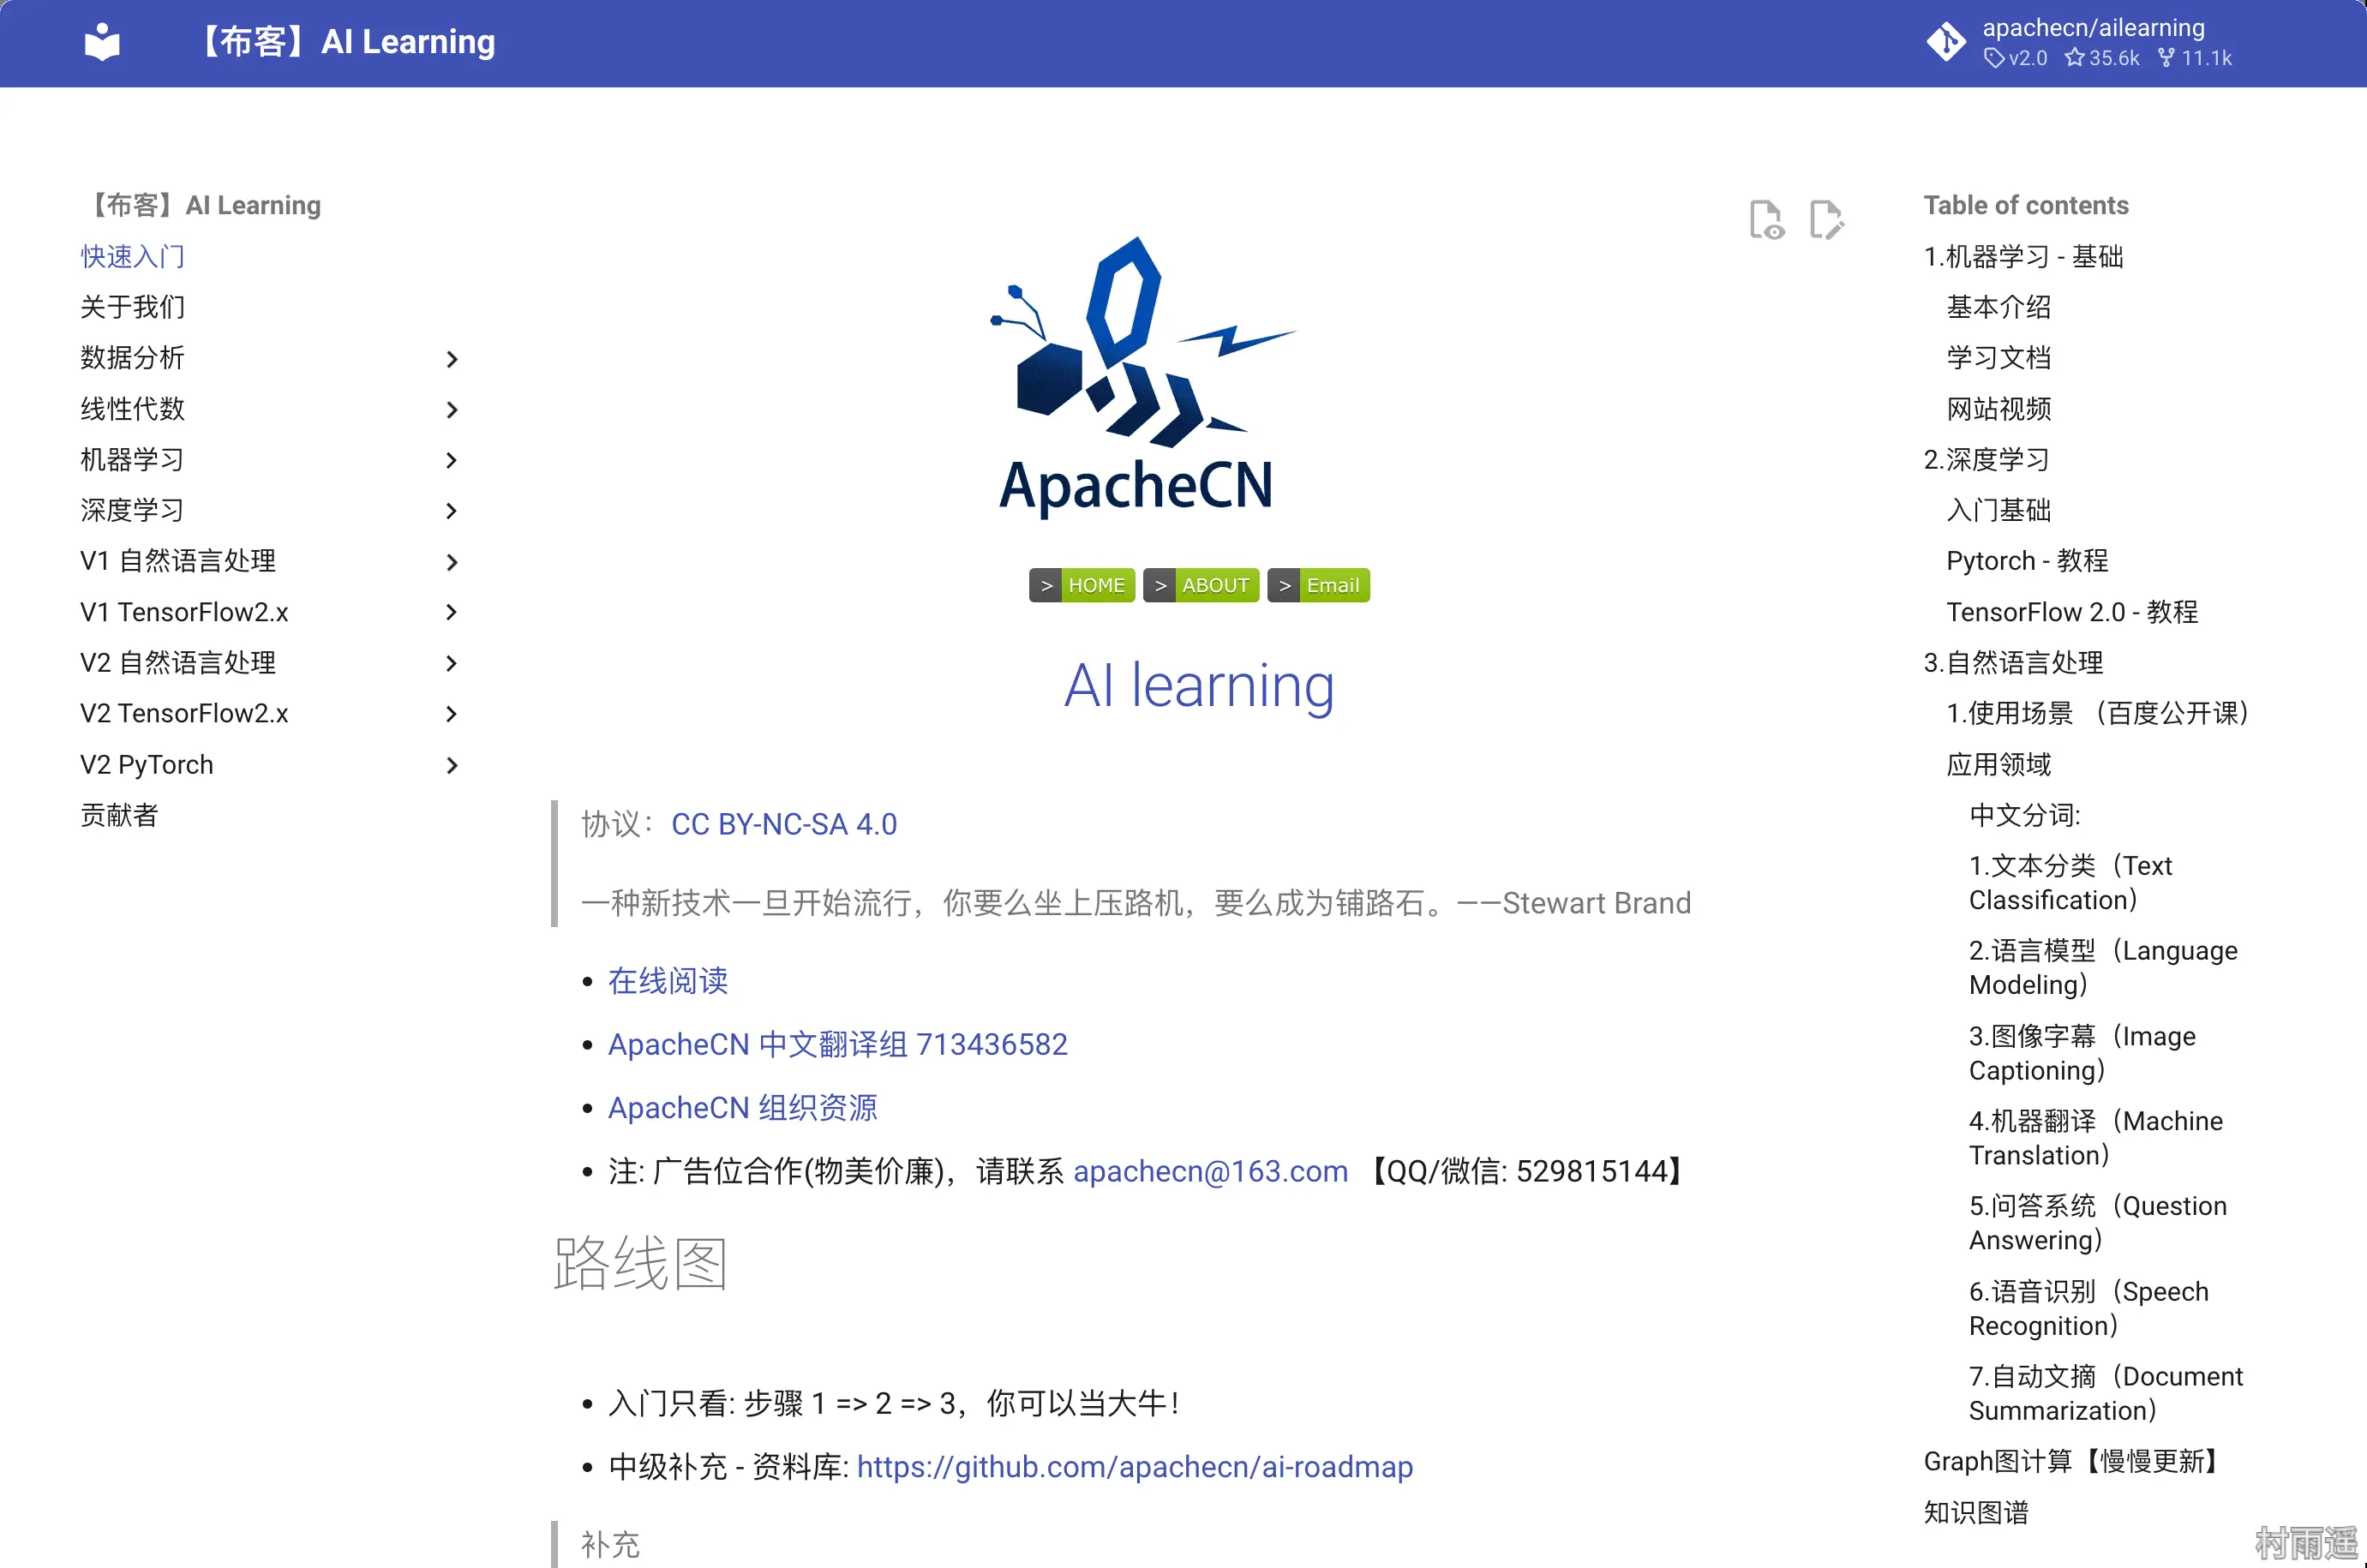 【布客】AI Learning
apachecn/ailearning
v2.0 35.6k 11.1k
【布客】AI Learning
快速入门
关于我们
数据分析
线性代数
机器学习
深度学习
V1 自然语言处理
V1 TensorFlow2.x
V2 自然语言处理
V2 TensorFlow2.x
V2 PyTorch
贡献者
ApacheCN
> HOME > ABOUT > Email
AI learning
协议：CC BY-NC-SA 4.0
一种新技术一旦开始流行，你要么坐上压路机，要么成为铺路石。——Stewart Brand
• 在线阅读
• ApacheCN 中文翻译组 713436582
• ApacheCN 组织资源
• 注: 广告位合作(物美价廉)，请联系 apachecn@163.com 【QQ/微信: 529815144】
路线图
• 入门只看: 步骤 1 => 2 => 3，你可以当大牛！
• 中级补充 - 资料库: https://github.com/apachecn/ai-roadmap
补充
Table of contents
1.机器学习 - 基础
基本介绍
学习文档
网站视频
2.深度学习
入门基础
Pytorch - 教程
TensorFlow 2.0 - 教程
3.自然语言处理
1.使用场景 （百度公开课）
应用领域
中文分词:
1.文本分类（Text
Classification）
2.语言模型（Language
Modeling）
3.图像字幕（Image
Captioning）
4.机器翻译（Machine
Translation）
5.问答系统（Question
Answering）
6.语音识别（Speech
Recognition）
7.自动文摘（Document
Summarization）
Graph图计算【慢慢更新】
知识图谱
村雨遥